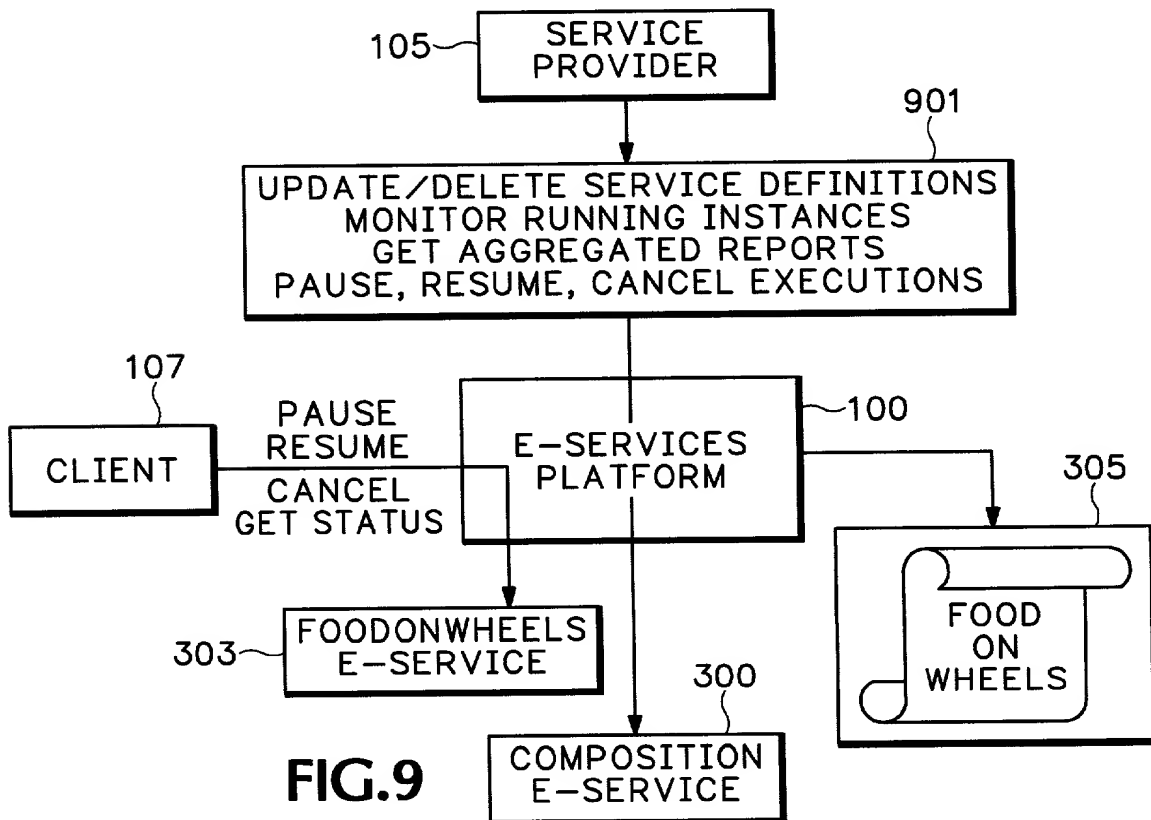 105
SERVICE
PROVIDER
901
UPDATE/DELETE SERVICE DEFINITIONS
MONITOR RUNNING INSTANCES
GET AGGREGATED REPORTS
PAUSE, RESUME, CANCEL EXECUTIONS
107
CLIENT
PAUSE
RESUME
CANCEL
GET STATUS
100
E-SERVICES
PLATFORM
305
FOOD
ON
WHEELS
303
FOODONWHEELS
E-SERVICE
300
COMPOSITION
E-SERVICE
FIG.9